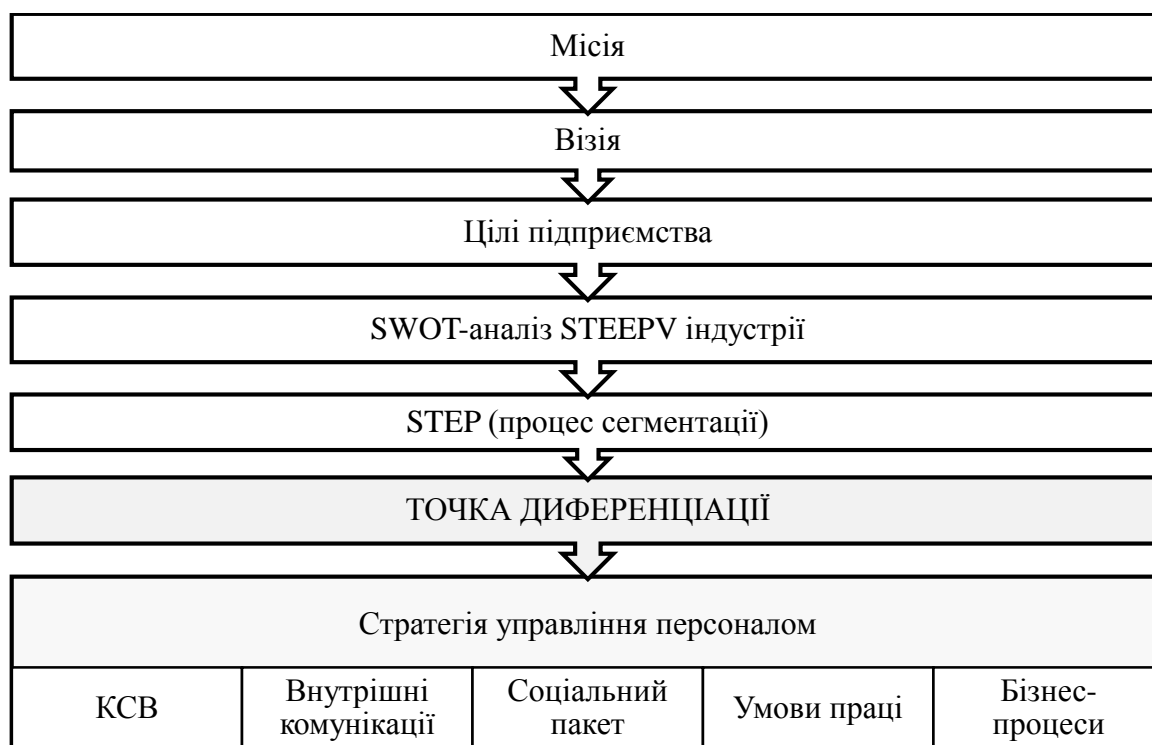 Місія
Візія
Цілі підприємства
SWOT-аналіз STEEPV індустрії
STEP (процес сегментації)
ТОЧКА ДИФЕРЕНЦІАЦІЇ
Стратегія управління персоналом
КСВ
Внутрішні
комунікації
Соціальний
пакет
Умови праці
Бізнес-
процеси